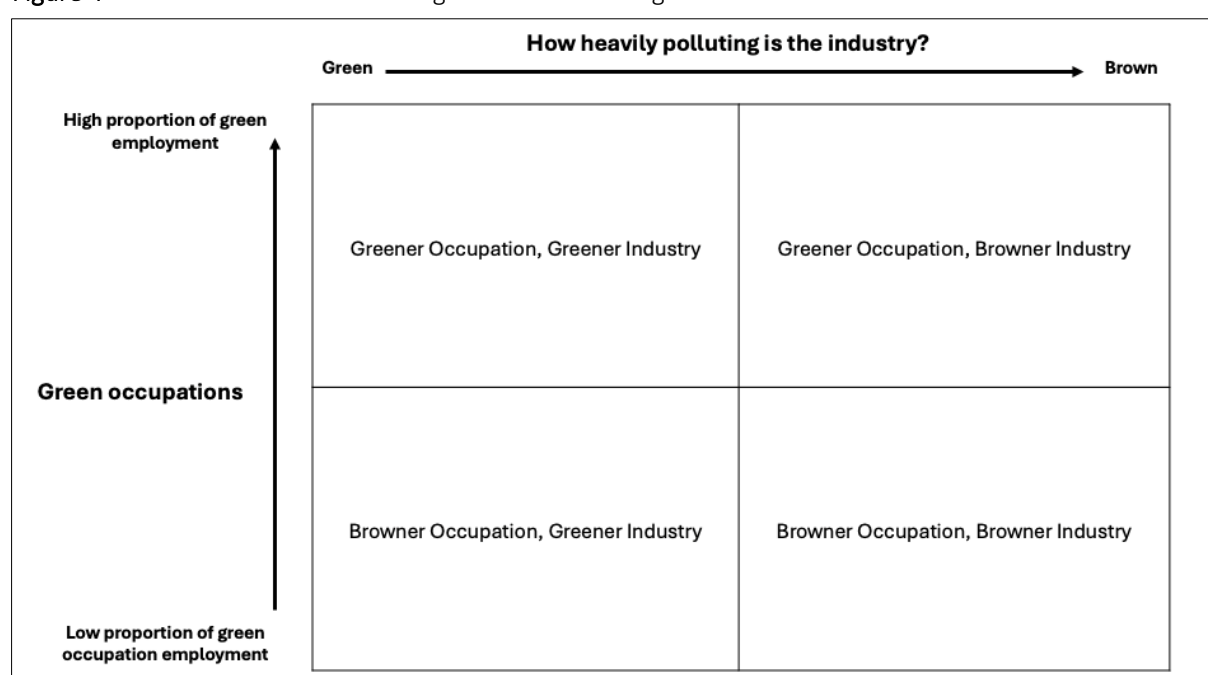 How heavily polluting is the industry?
Green
Brown
High proportion of green
employment
Greener Occupation, Greener Industry
Greener Occupation, Browner Industry
Green occupations
Browner Occupation, Greener Industry
Browner Occupation, Browner Industry
Low proportion of green
occupation employment